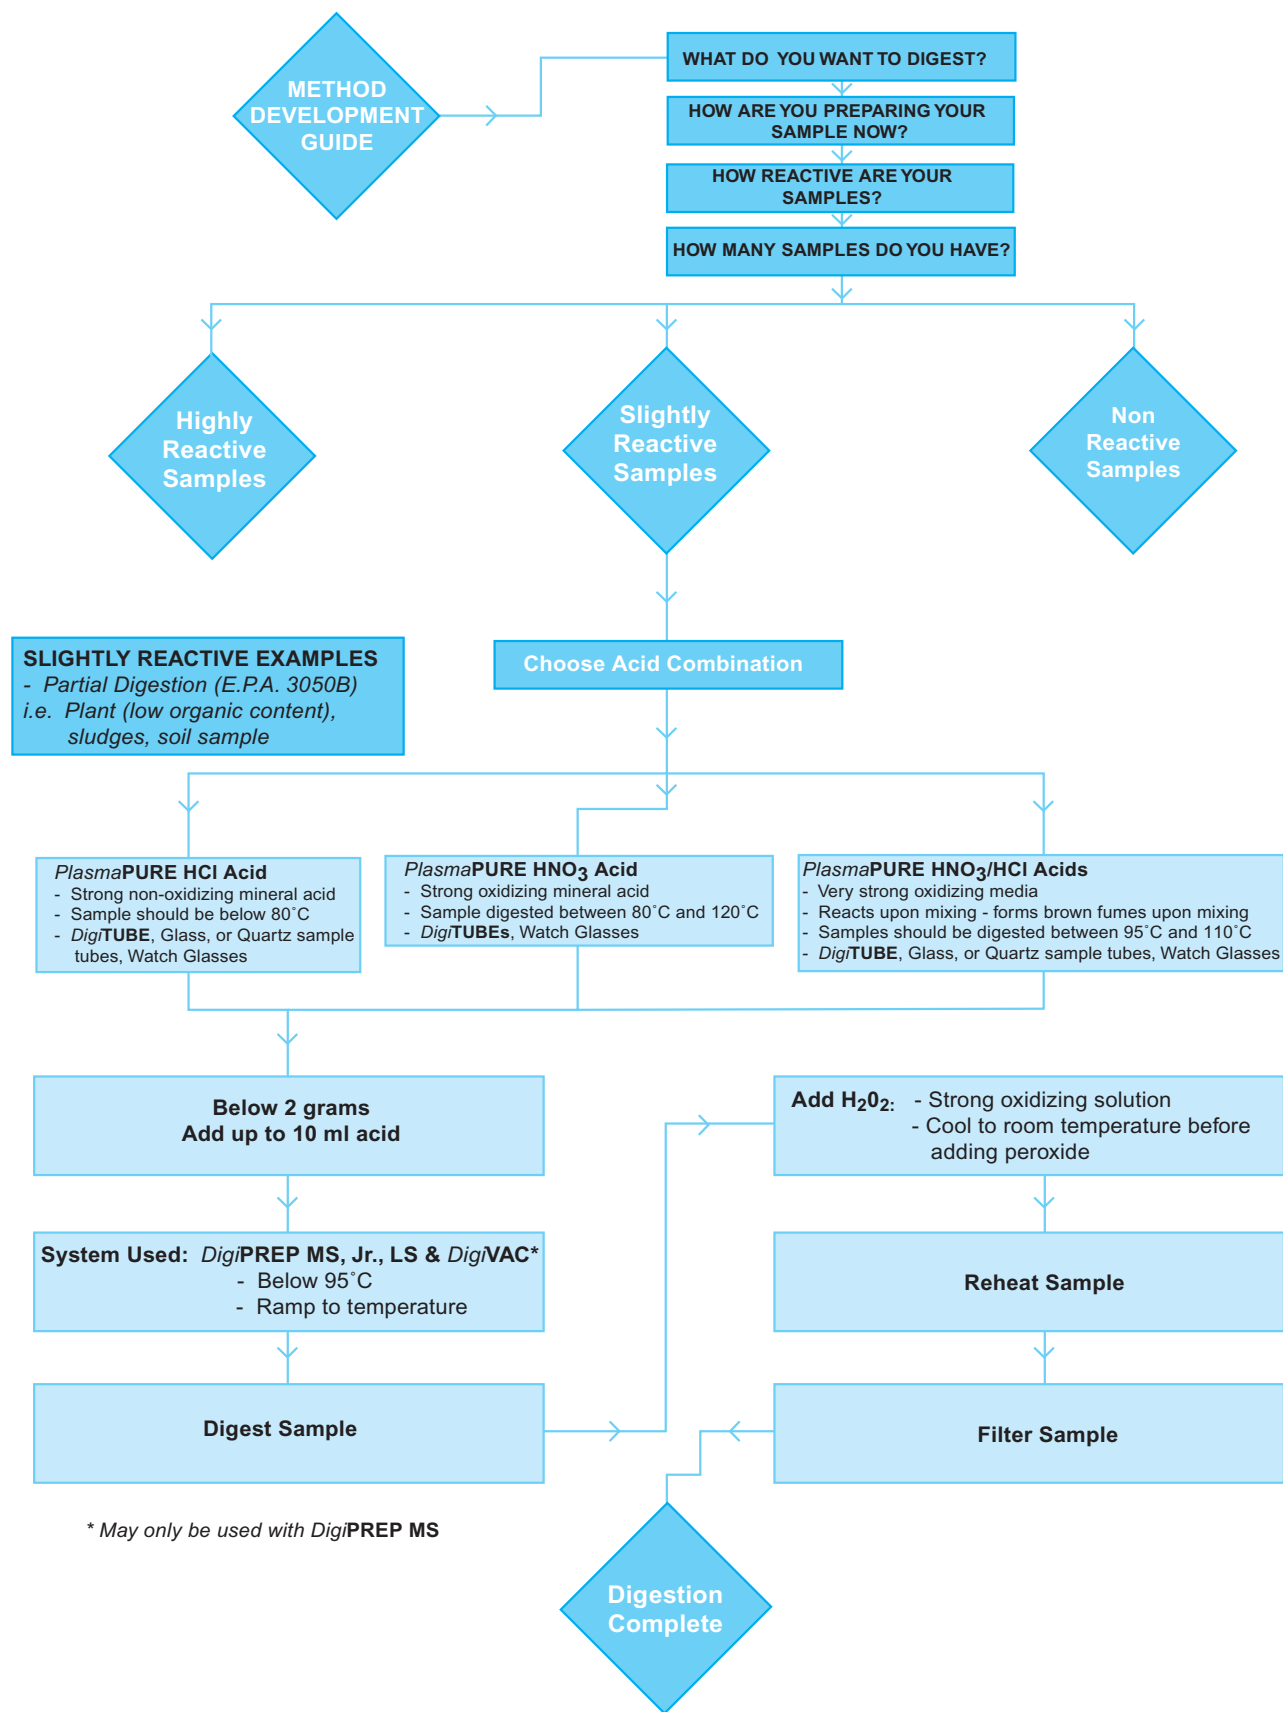 METHOD
DEVELOPMENT
GUIDE
WHAT DO YOU WANT TO DIGEST?
HOW ARE YOU PREPARING YOUR
SAMPLE NOW?
HOW REACTIVE ARE YOUR
SAMPLES?
HOW MANY SAMPLES DO YOU HAVE?
Highly
Reactive
Samples
Slightly
Reactive
Samples
Non
Reactive
Samples
SLIGHTLY REACTIVE EXAMPLES
- Partial Digestion (E.P.A. 3050B)
i.e. Plant (low organic content),
sludges, soil sample
Choose Acid Combination
PlasmaPURE HCl Acid
- Strong non-oxidizing mineral acid
- Sample should be below 80˚C
- DigiTUBE, Glass, or Quartz sample
tubes, Watch Glasses
PlasmaPURE HNO3 Acid
- Strong oxidizing mineral acid
- Sample digested between 80˚C and 120˚C
- DigiTUBEs, Watch Glasses
PlasmaPURE HNO3/HCl Acids
- Very strong oxidizing media
- Reacts upon mixing - forms brown fumes upon mixing
- Samples should be digested between 95˚C and 110˚C
- DigiTUBE, Glass, or Quartz sample tubes, Watch Glasses
Below 2 grams
Add up to 10 ml acid
System Used: DigiPREP MS, Jr., LS & DigiVAC*
- Below 95˚C
- Ramp to temperature
Digest Sample
Add H202: - Strong oxidizing solution
- Cool to room temperature before
adding peroxide
Reheat Sample
Filter Sample
* May only be used with DigiPREP MS
Digestion
Complete